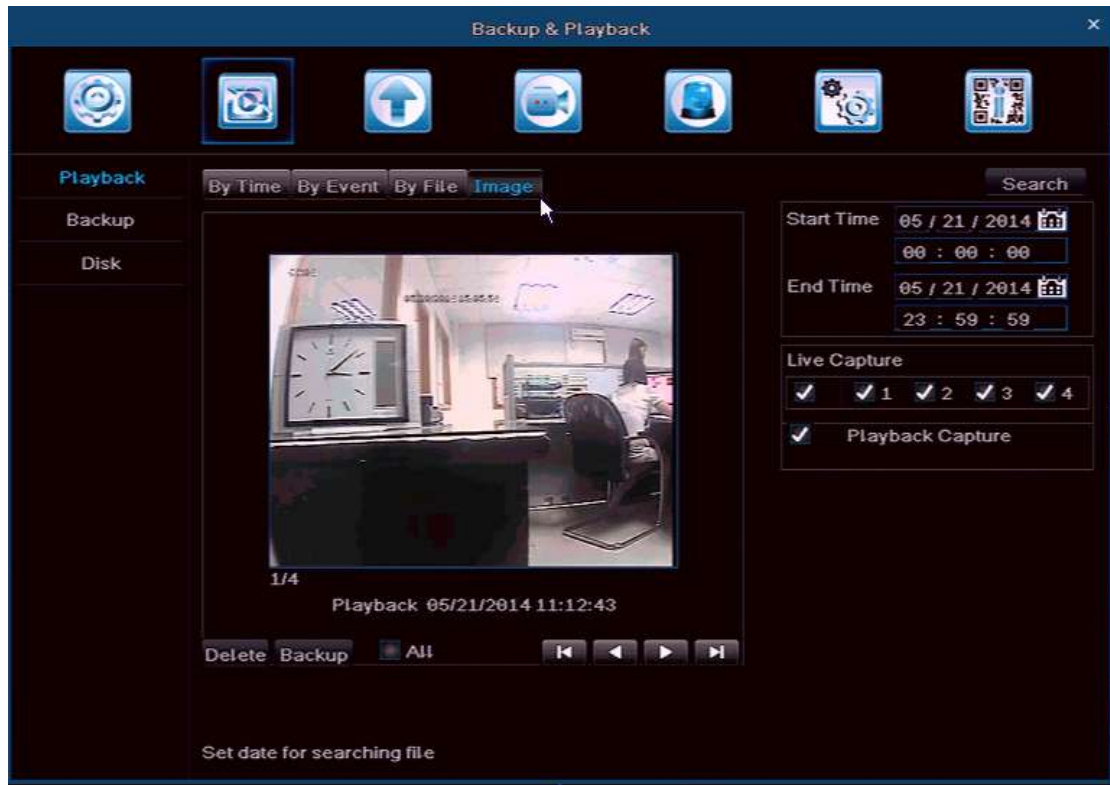 Backup & Playback ×
Playback
Backup
Disk
By Time By Event By File Image
Search
Start Time 05 / 21 / 2014
00 : 00 : 00
End Time 05 / 21 / 2014
23 : 59 : 59
Live Capture
1 2 3 4
Playback Capture
1/4
Playback 05/21/2014 11:12:43
Delete Backup All
Set date for searching file